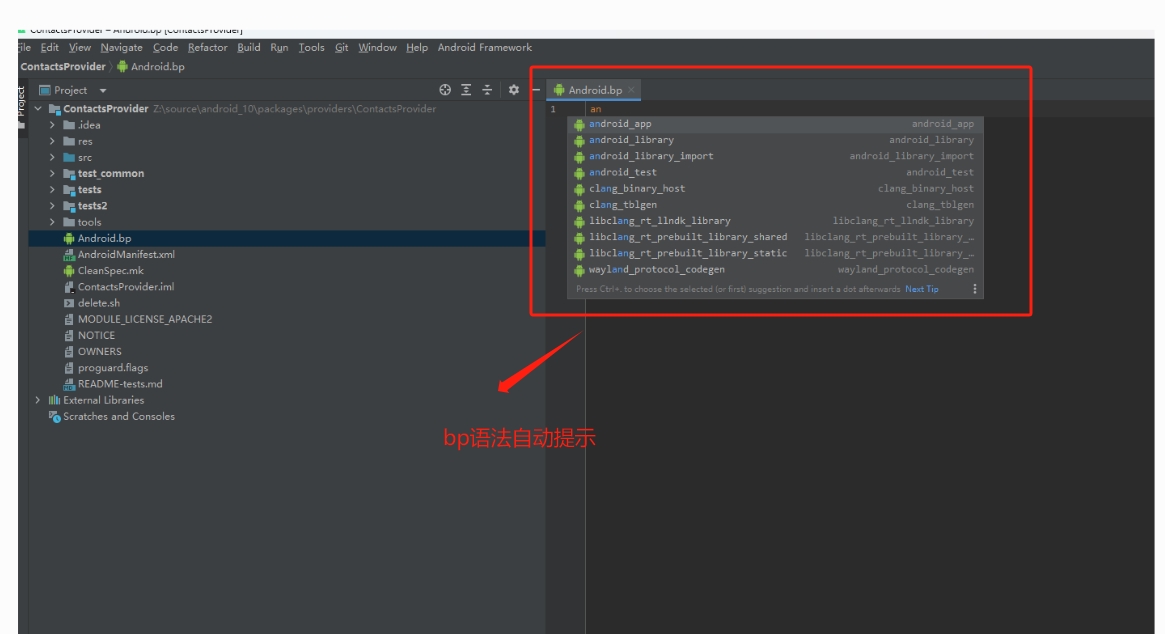 ContactsProvider – Android.bp [ContactsProvider]
File Edit View Navigate Code Refactor Build Run Tools Git Window Help Android Framework
ContactsProvider Android.bp
Project
Project
Android.bp
ContactsProvider Z:\source\android_10\packages\providers\ContactsProvider
.idea
res
src
test_common
tests
tests2
tools
Android.bp
AndroidManifest.xml
CleanSpec.mk
ContactsProvider.iml
delete.sh
MODULE_LICENSE_APACHE2
NOTICE
OWNERS
proguard.flags
README-tests.md
External Libraries
Scratches and Consoles
1 an
android_app android_app
android_library android_library
android_library_import android_library_import
android_test android_test
clang_binary_host clang_binary_host
clang_tblgen clang_tblgen
libclang_rt_llndk_library libclang_rt_llndk_library
libclang_rt_prebuilt_library_shared libclang_rt_prebuilt_library_…
libclang_rt_prebuilt_library_static libclang_rt_prebuilt_library_…
wayland_protocol_codegen wayland_protocol_codegen
Press Ctrl+. to choose the selected (or first) suggestion and insert a dot afterwards Next Tip
bp语法自动提示